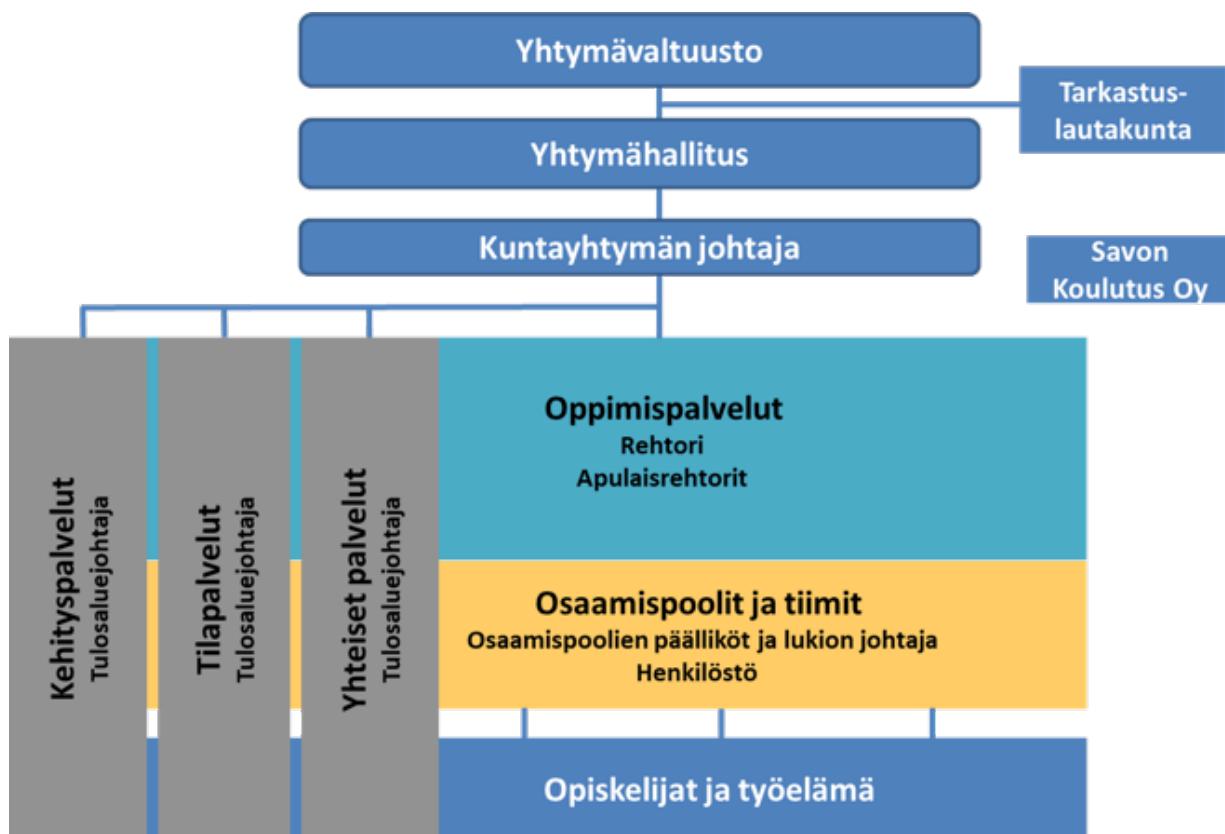 Yhtymävaltuusto
Tarkastus-
lautakunta
Yhtymähallitus
Kuntayhtymän johtaja
Savon
Koulutus Oy
Kehityspalvelut
Tulosaluejohtaja
Tilapalvelut
Tulosaluejohtaja
Yhteiset palvelut
Tulosaluejohtaja
Oppimispalvelut
Rehtori
Apulaisrehtorit
Osaamispoolit ja tiimit
Osaamispoolien päälliköt ja lukion johtaja
Henkilöstö
Opiskelijat ja työelämä